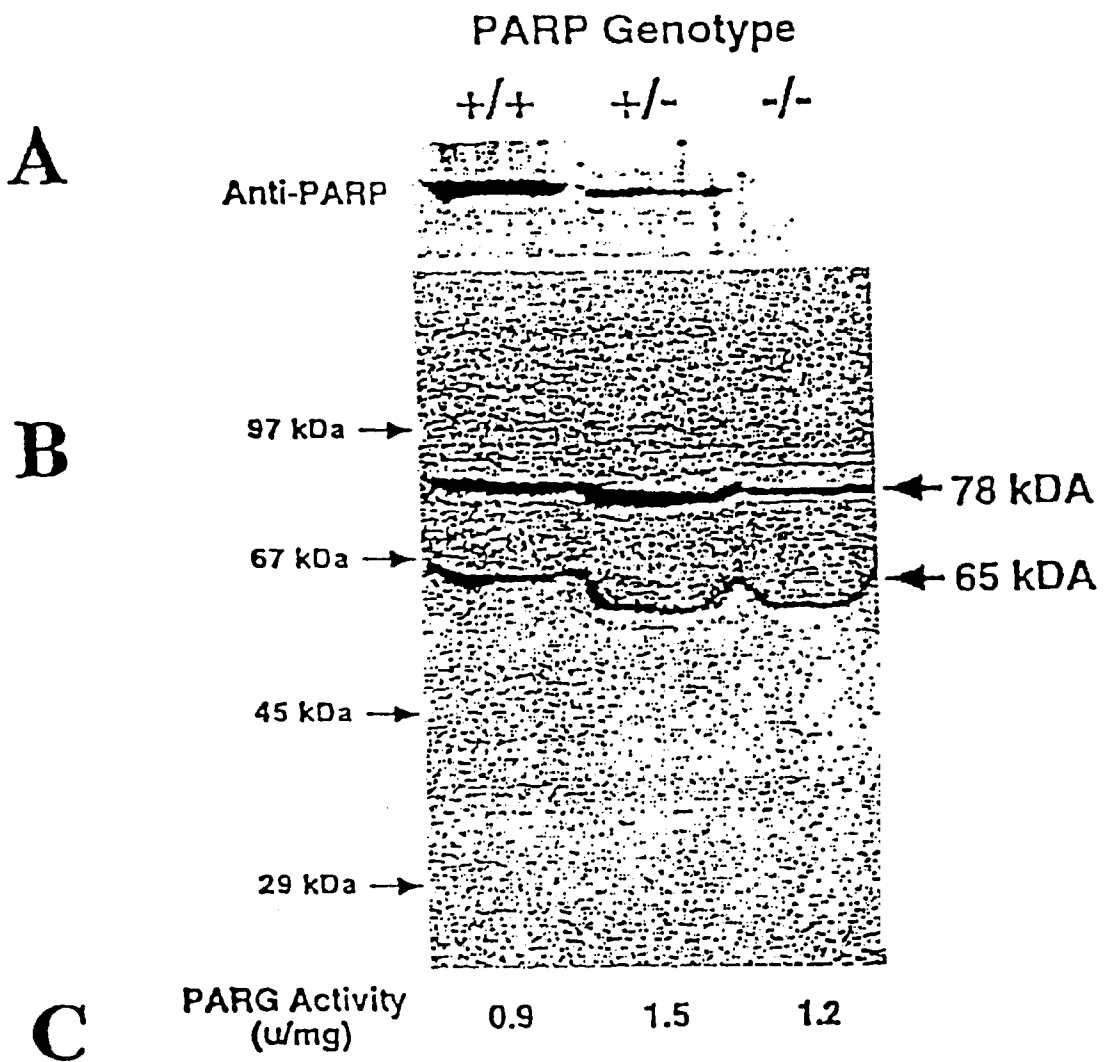 PARP Genotype
+/+ +/- -/-
A
Anti-PARP
B
97 kDa
78 kDA
67 kDa
65 kDA
45 kDa
29 kDa
C
PARG Activity
(u/mg)
0.9 1.5 1.2